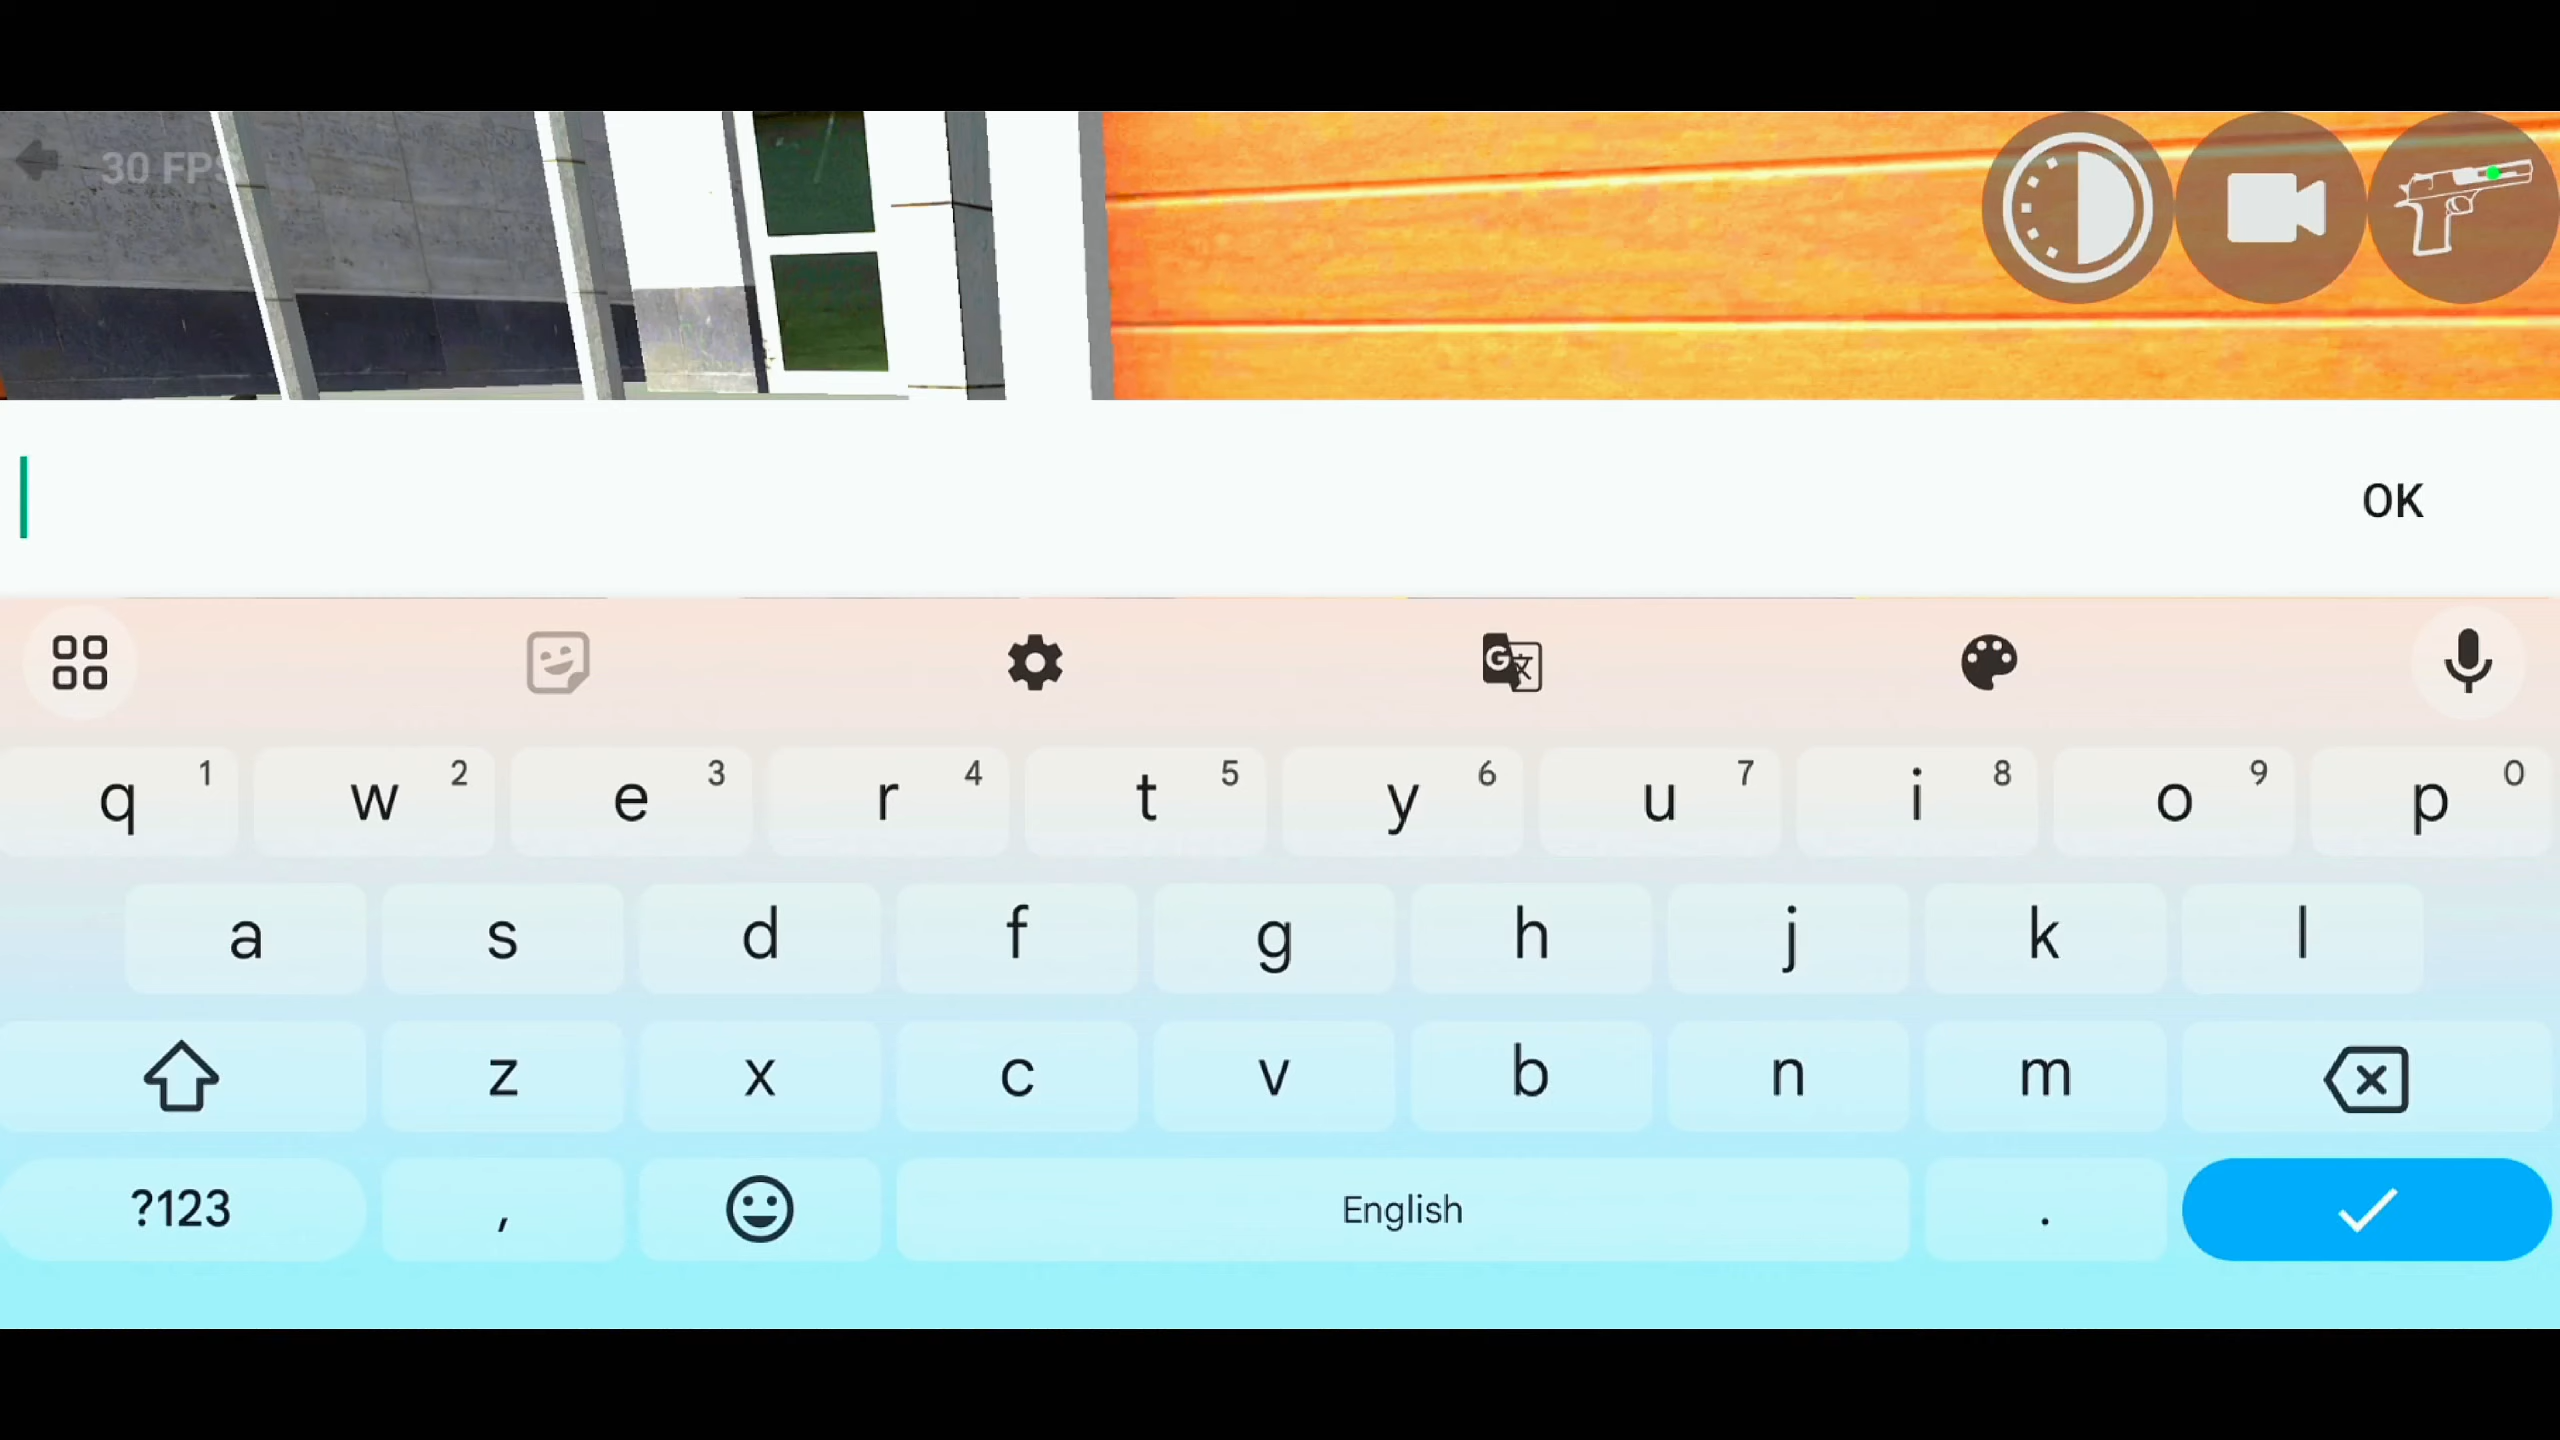 30 FPS
OK
q 1 w 2 e 3 r 4 t 5 y 6 u 7 i 8 o 9 p 0
a s d f g h j k l
z x c v b n m
?123 , English .